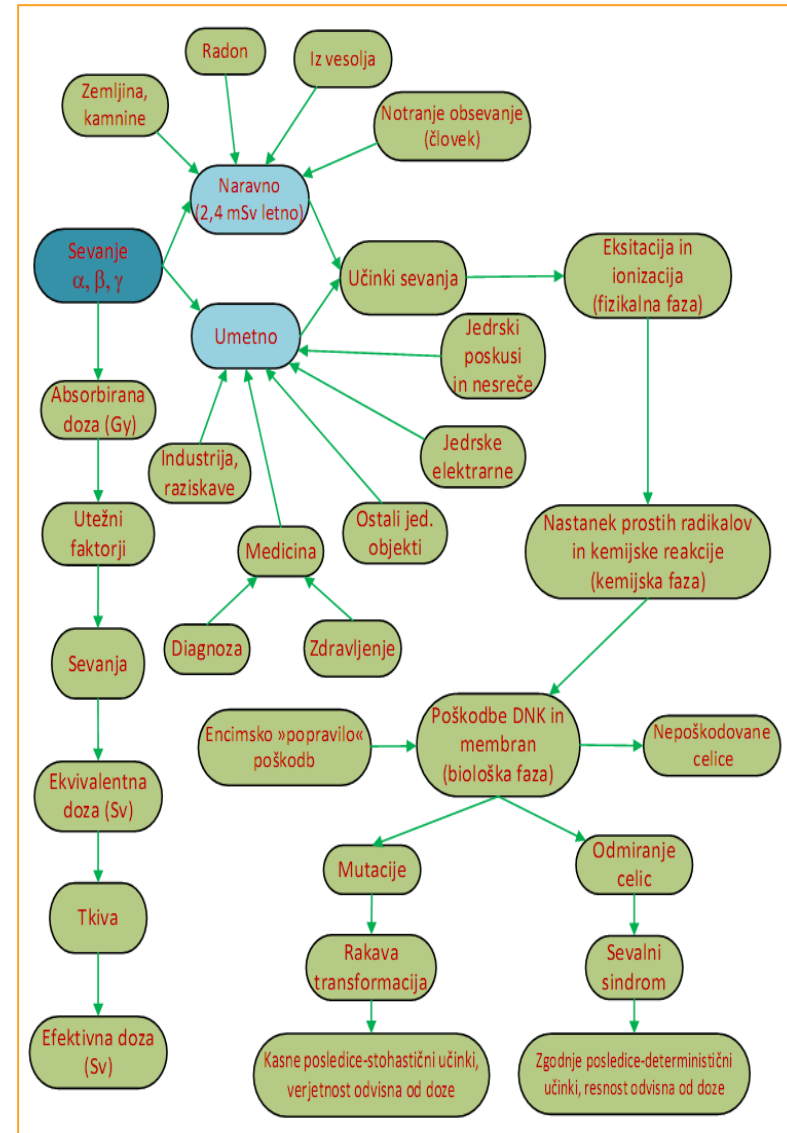 Radon
Iz vesolja
Zemljina,
kamnine
Notranje obsevanje
(človek)
Naravno
(2,4 mSv letno)
Sevanje
α, β, γ
Učinki sevanja
Eksitacija in
ionizacija
(fizikalna faza)
Umetno
Jedrski
poskusi
in nesreče
Absorbirana
doza (Gy)
Industrija,
raziskave
Jedrske
elektrarne
Ostali jed.
objekti
Utežni
faktorji
Medicina
Nastanek prostih radikalov
in kemijske reakcije
(kemijska faza)
Diagnoza
Zdravljenje
Sevanja
Encimsko »popravilo«
poškodb
Poškodbe DNK in
membran
(biološka faza)
Nepoškodovane
celice
Ekvivalentna
doza (Sv)
Mutacije
Odmiranje
celic
Tkiva
Rakava
transformacija
Sevalni
sindrom
Efektivna doza
(Sv)
Kasne posledice-stohastični učinki,
verjetnost odvisna od doze
Zgodnje posledice-deterministični
učinki, resnost odvisna od doze